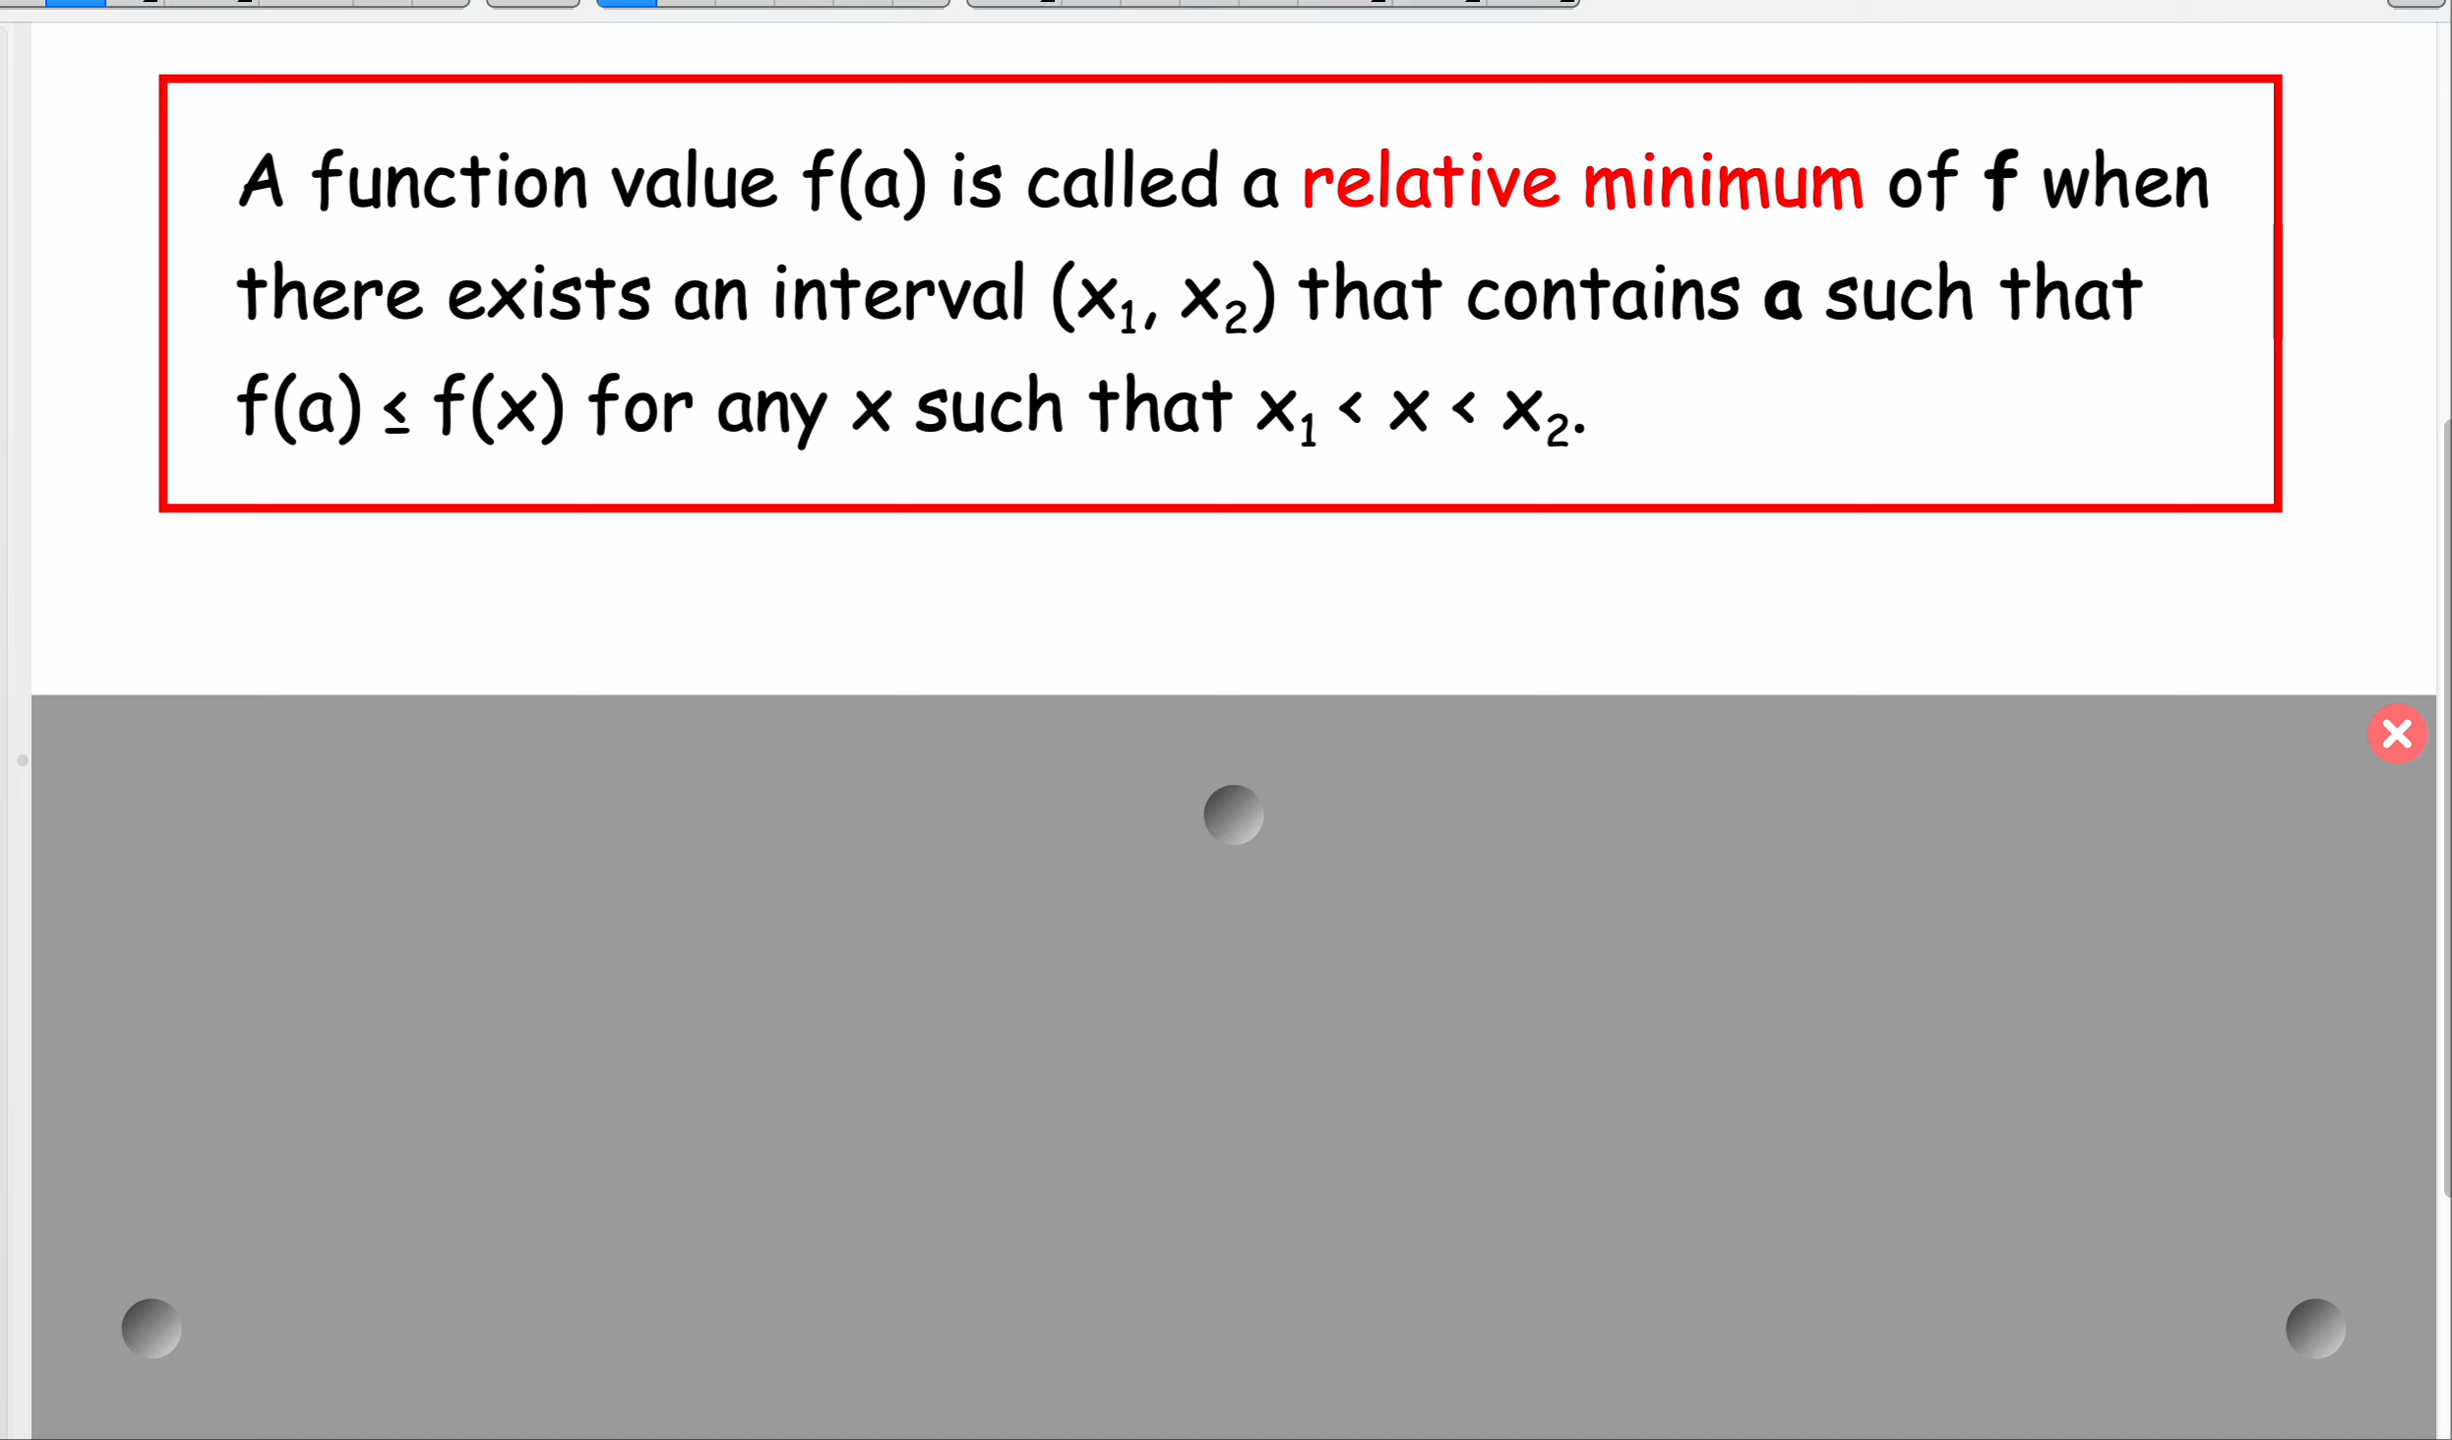 A function value f(a) is called a relative minimum of f when
there exists an interval (x₁, x₂) that contains a such that
f(a) ≤ f(x) for any x such that x₁ < x < x₂.